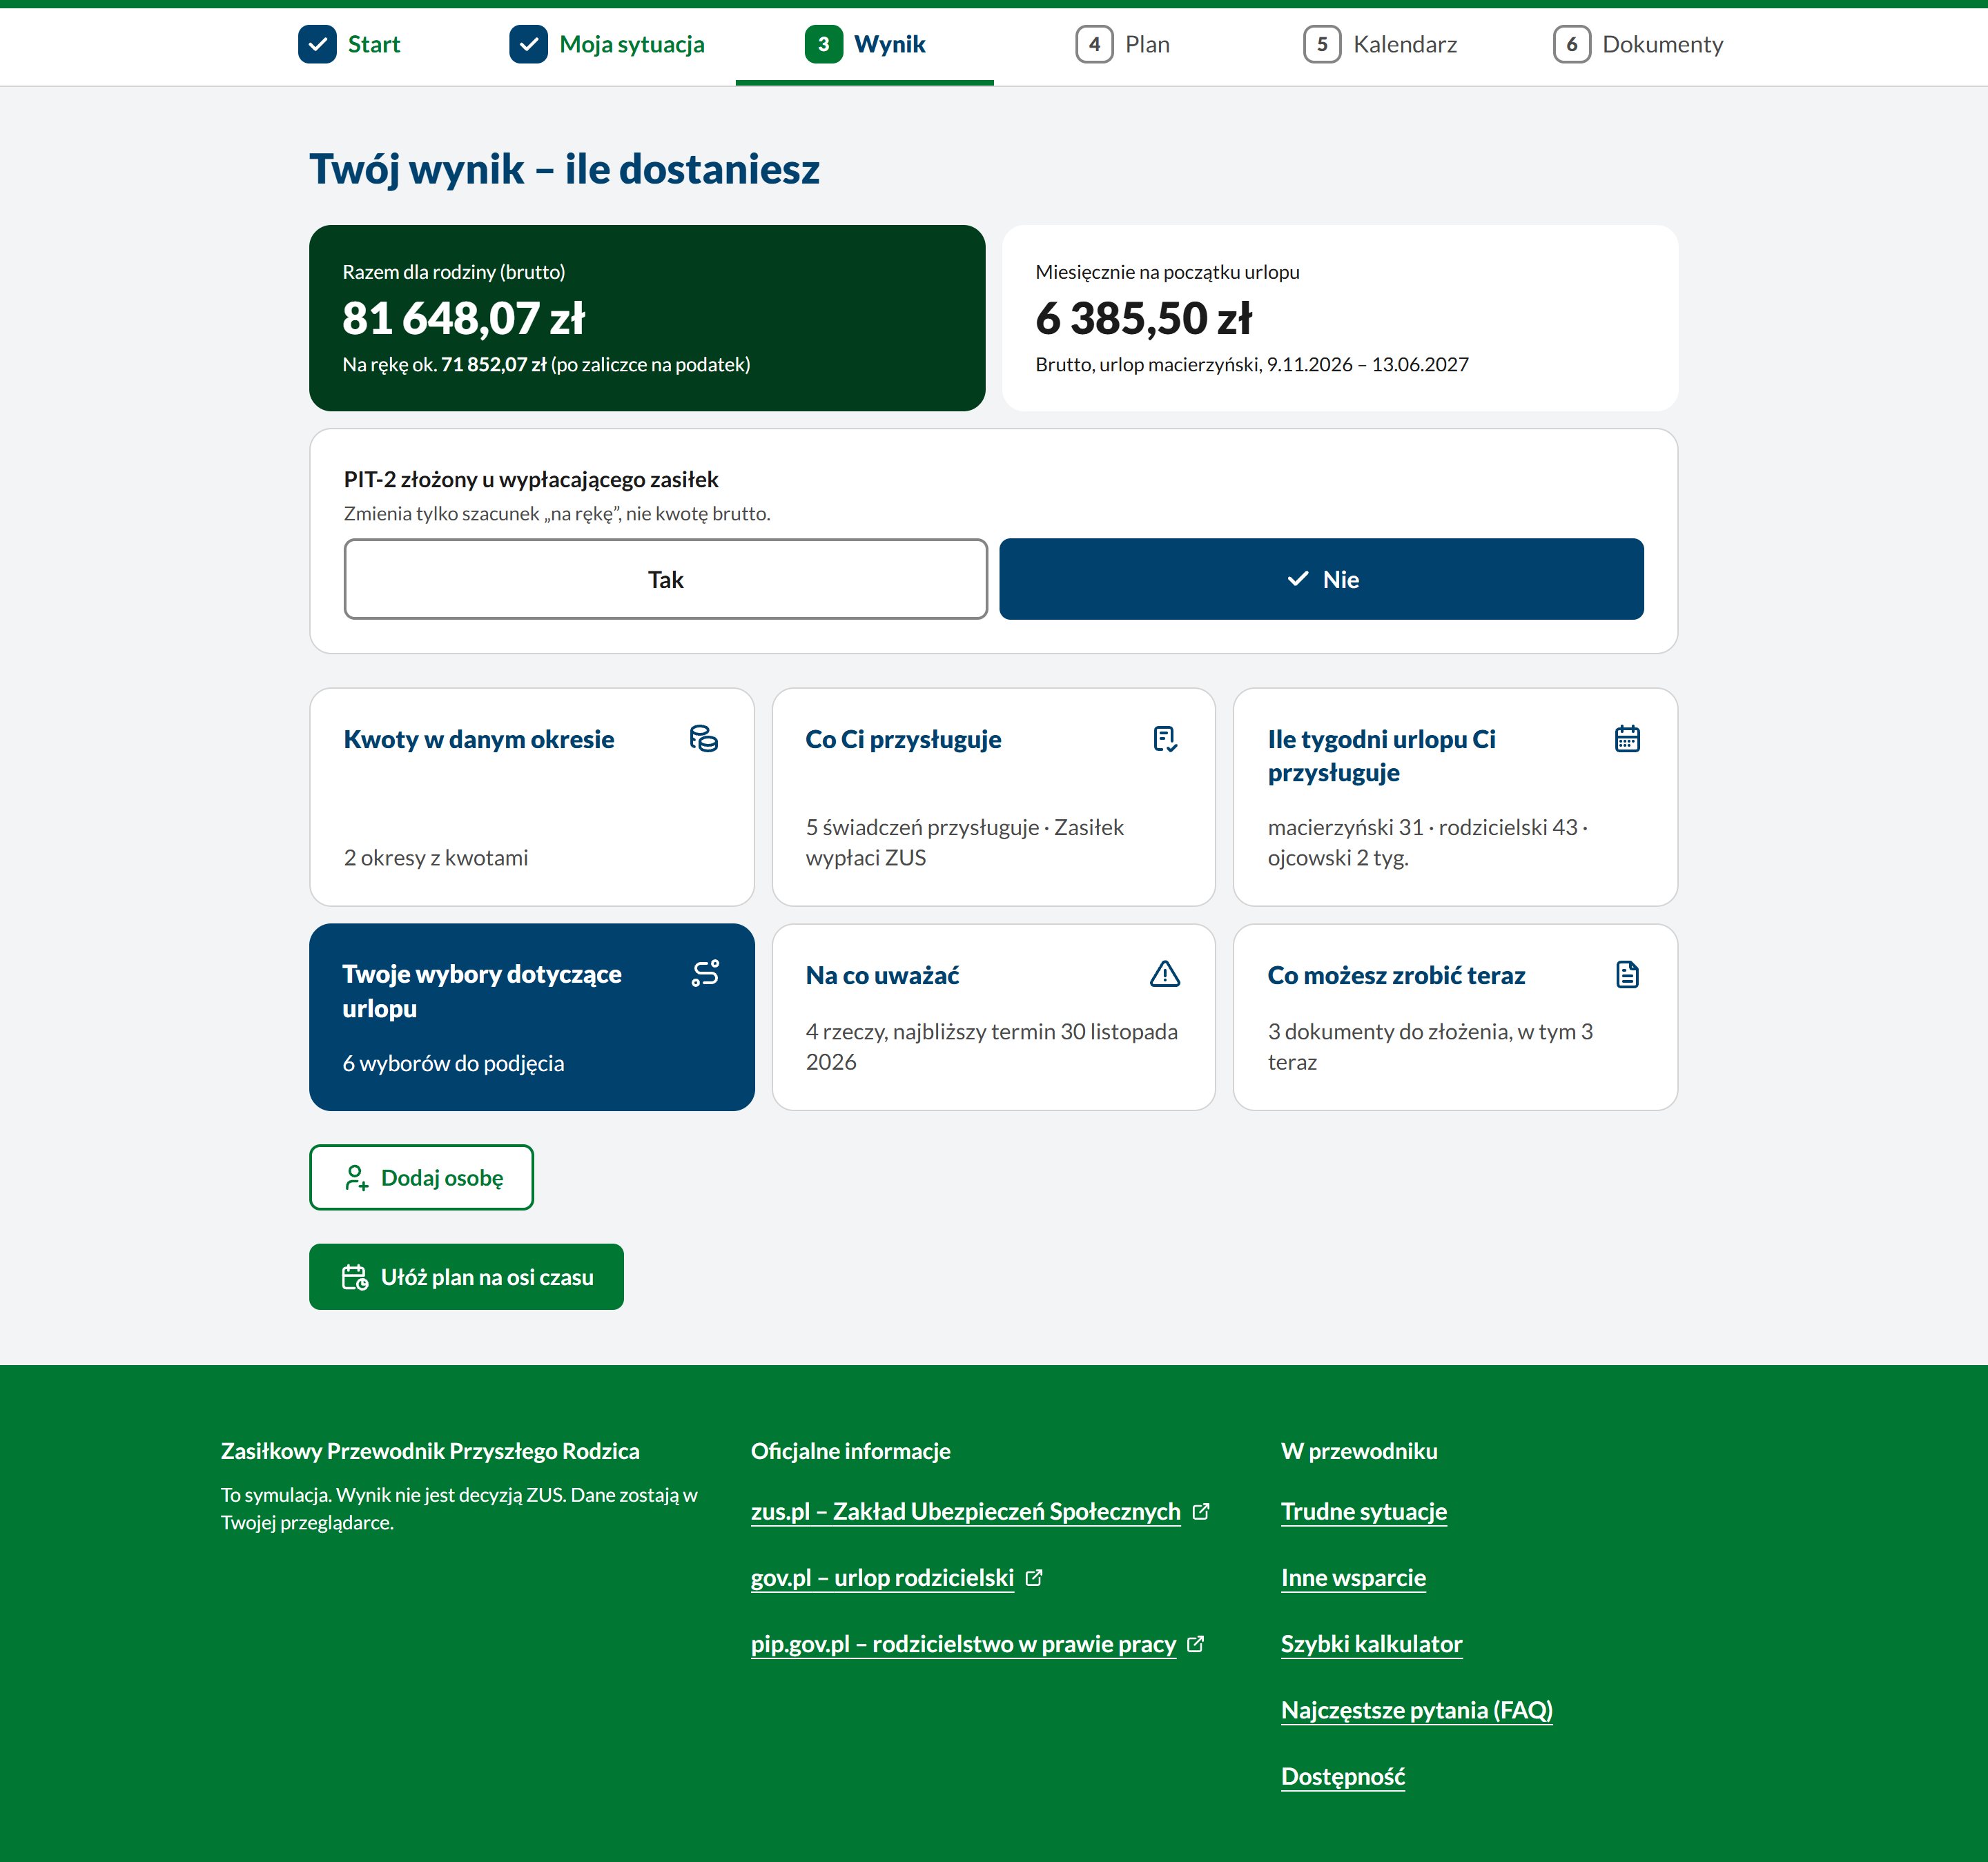 Start
Moja sytuacja
3 Wynik
4 Plan
5 Kalendarz
6 Dokumenty
Twój wynik – ile dostaniesz
Razem dla rodziny (brutto)
81 648,07 zł
Na rękę ok. 71 852,07 zł (po zaliczce na podatek)
Miesięcznie na początku urlopu
6 385,50 zł
Brutto, urlop macierzyński, 9.11.2026 – 13.06.2027
PIT-2 złożony u wypłacającego zasiłek
Zmienia tylko szacunek „na rękę”, nie kwotę brutto.
Tak
Nie
Kwoty w danym okresie
2 okresy z kwotami
Co Ci przysługuje
5 świadczeń przysługuje · Zasiłek
wypłaci ZUS
Ile tygodni urlopu Ci
przysługuje
macierzyński 31 · rodzicielski 43 ·
ojcowski 2 tyg.
Twoje wybory dotyczące
urlopu
6 wyborów do podjęcia
Na co uważać
4 rzeczy, najbliższy termin 30 listopada
2026
Co możesz zrobić teraz
3 dokumenty do złożenia, w tym 3
teraz
Dodaj osobę
Ułóż plan na osi czasu
Zasiłkowy Przewodnik Przyszłego Rodzica
To symulacja. Wynik nie jest decyzją ZUS. Dane zostają w
Twojej przeglądarce.
Oficjalne informacje
zus.pl – Zakład Ubezpieczeń Społecznych
gov.pl – urlop rodzicielski
pip.gov.pl – rodzicielstwo w prawie pracy
W przewodniku
Trudne sytuacje
Inne wsparcie
Szybki kalkulator
Najczęstsze pytania (FAQ)
Dostępność